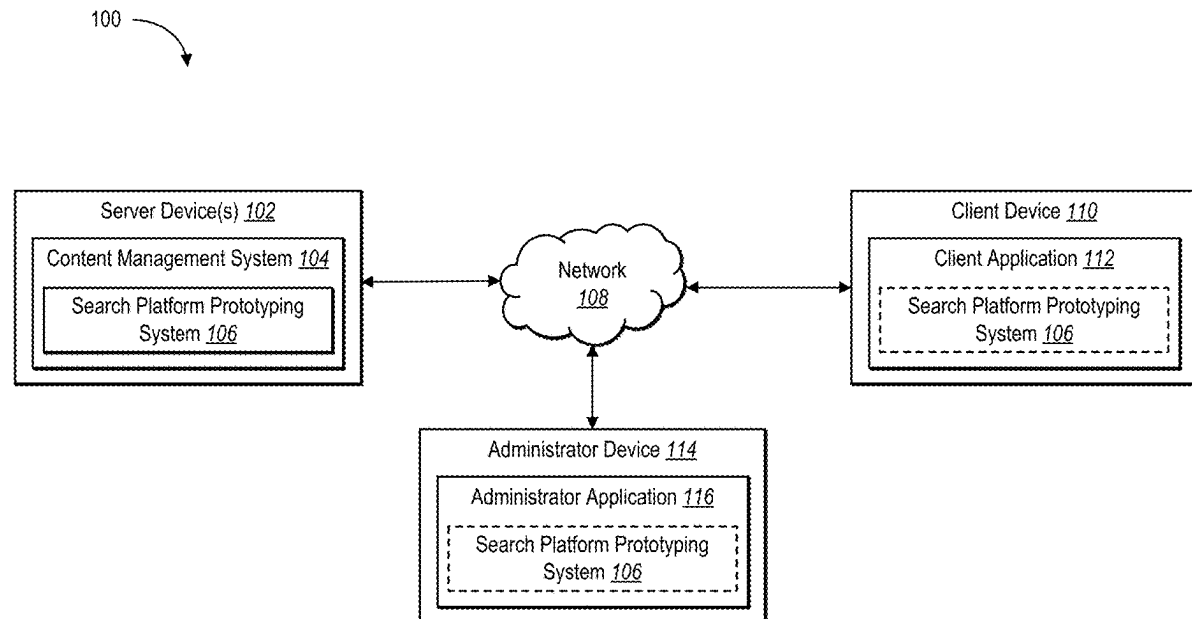 100
Server Device(s) 102
Content Management System 104
Search Platform Prototyping
System 106
Network
108
Client Device 110
Client Application 112
Search Platform Prototyping
System 106
Administrator Device 114
Administrator Application 116
Search Platform Prototyping
System 106